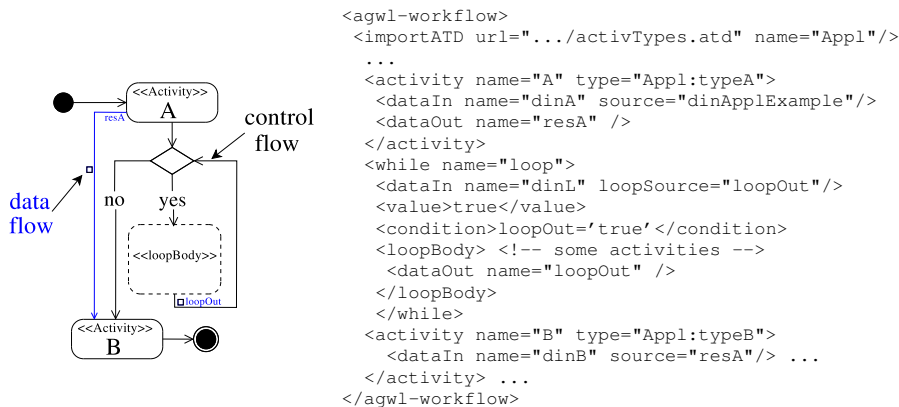 <<Activity>>
A
resA
control
flow
data
flow
no
yes
<<loopBody>>
loopOut
<<Activity>>
B
<agwl-workflow>
<importATD url=".../activTypes.atd" name="Appl"/>
...
<activity name="A" type="Appl:typeA">
<dataIn name="dinA" source="dinApplExample"/>
<dataOut name="resA" />
</activity>
<while name="loop">
<dataIn name="dinL" loopSource="loopOut"/>
<value>true</value>
<condition>loopOut=’true’</condition>
<loopBody> <!-- some activities -->
<dataOut name="loopOut" />
</loopBody>
</while>
<activity name="B" type="Appl:typeB">
<dataIn name="dinB" source="resA"/> ...
</activity> ...
</agwl-workflow>